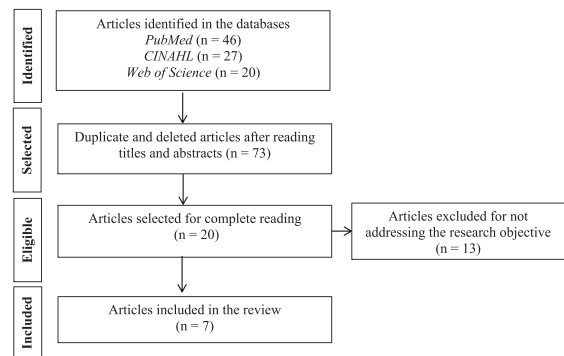 Identified
Articles identified in the databases
PubMed (n = 46)
CINAHL (n = 27)
Web of Science (n = 20)
Selected
Duplicate and deleted articles after reading
titles and abstracts (n = 73)
Eligible
Articles selected for complete reading
(n = 20)
Articles excluded for not
addressing the research objective
(n = 13)
Included
Articles included in the review
(n = 7)